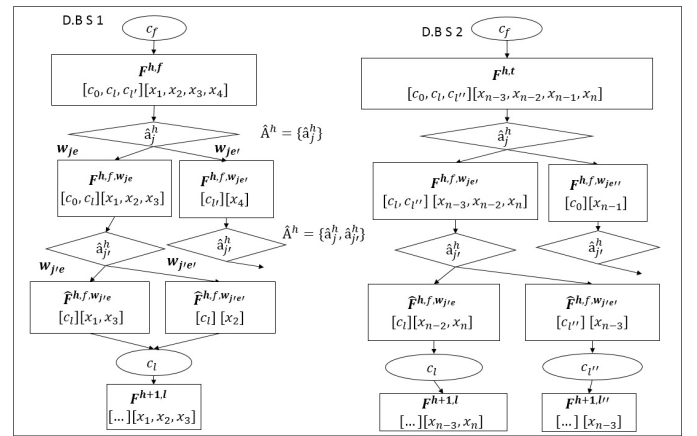 D.B S 1
c_f
F^{h,f}
[c_0, c_l, c_{l'}][x_1, x_2, x_3, x_4]
â_j^h
Â^h = {â_j^h}
w_{je}
w_{je'}
F^{h,f,w_{je}}
[c_0, c_l][x_1, x_2, x_3]
F^{h,f,w_{je'}}
[c_{l'}][x_4]
â_{j'}^h
â_{j'}^h
Â^h = {â_j^h, â_{j'}^h}
w_{j'e}
w_{j'e'}
F̂^{h,f,w_{j'e}}
[c_l][x_1, x_3]
F̂^{h,f,w_{j'e'}}
[c_l] [x_2]
c_l
F^{h+1,l}
[...][x_1, x_2, x_3]
D.B S 2
c_f
F^{h,t}
[c_0, c_l, c_{l''}][x_{n-3}, x_{n-2}, x_{n-1}, x_n]
â_j^h
F^{h,f,w_{je'}}
[c_l, c_{l''}] [x_{n-3}, x_{n-2}, x_n]
F^{h,f,w_{je''}}
[c_0][x_{n-1}]
â_{j'}^h
â_{j'}^h
F̂^{h,f,w_{j'e}}
[c_l][x_{n-2}, x_n]
F̂^{h,f,w_{j'e'}}
[c_{l''}] [x_{n-3}]
c_l
c_{l''}
F^{h+1,l}
[...][x_{n-3}, x_n]
F^{h+1,l''}
[...] [x_{n-3}]